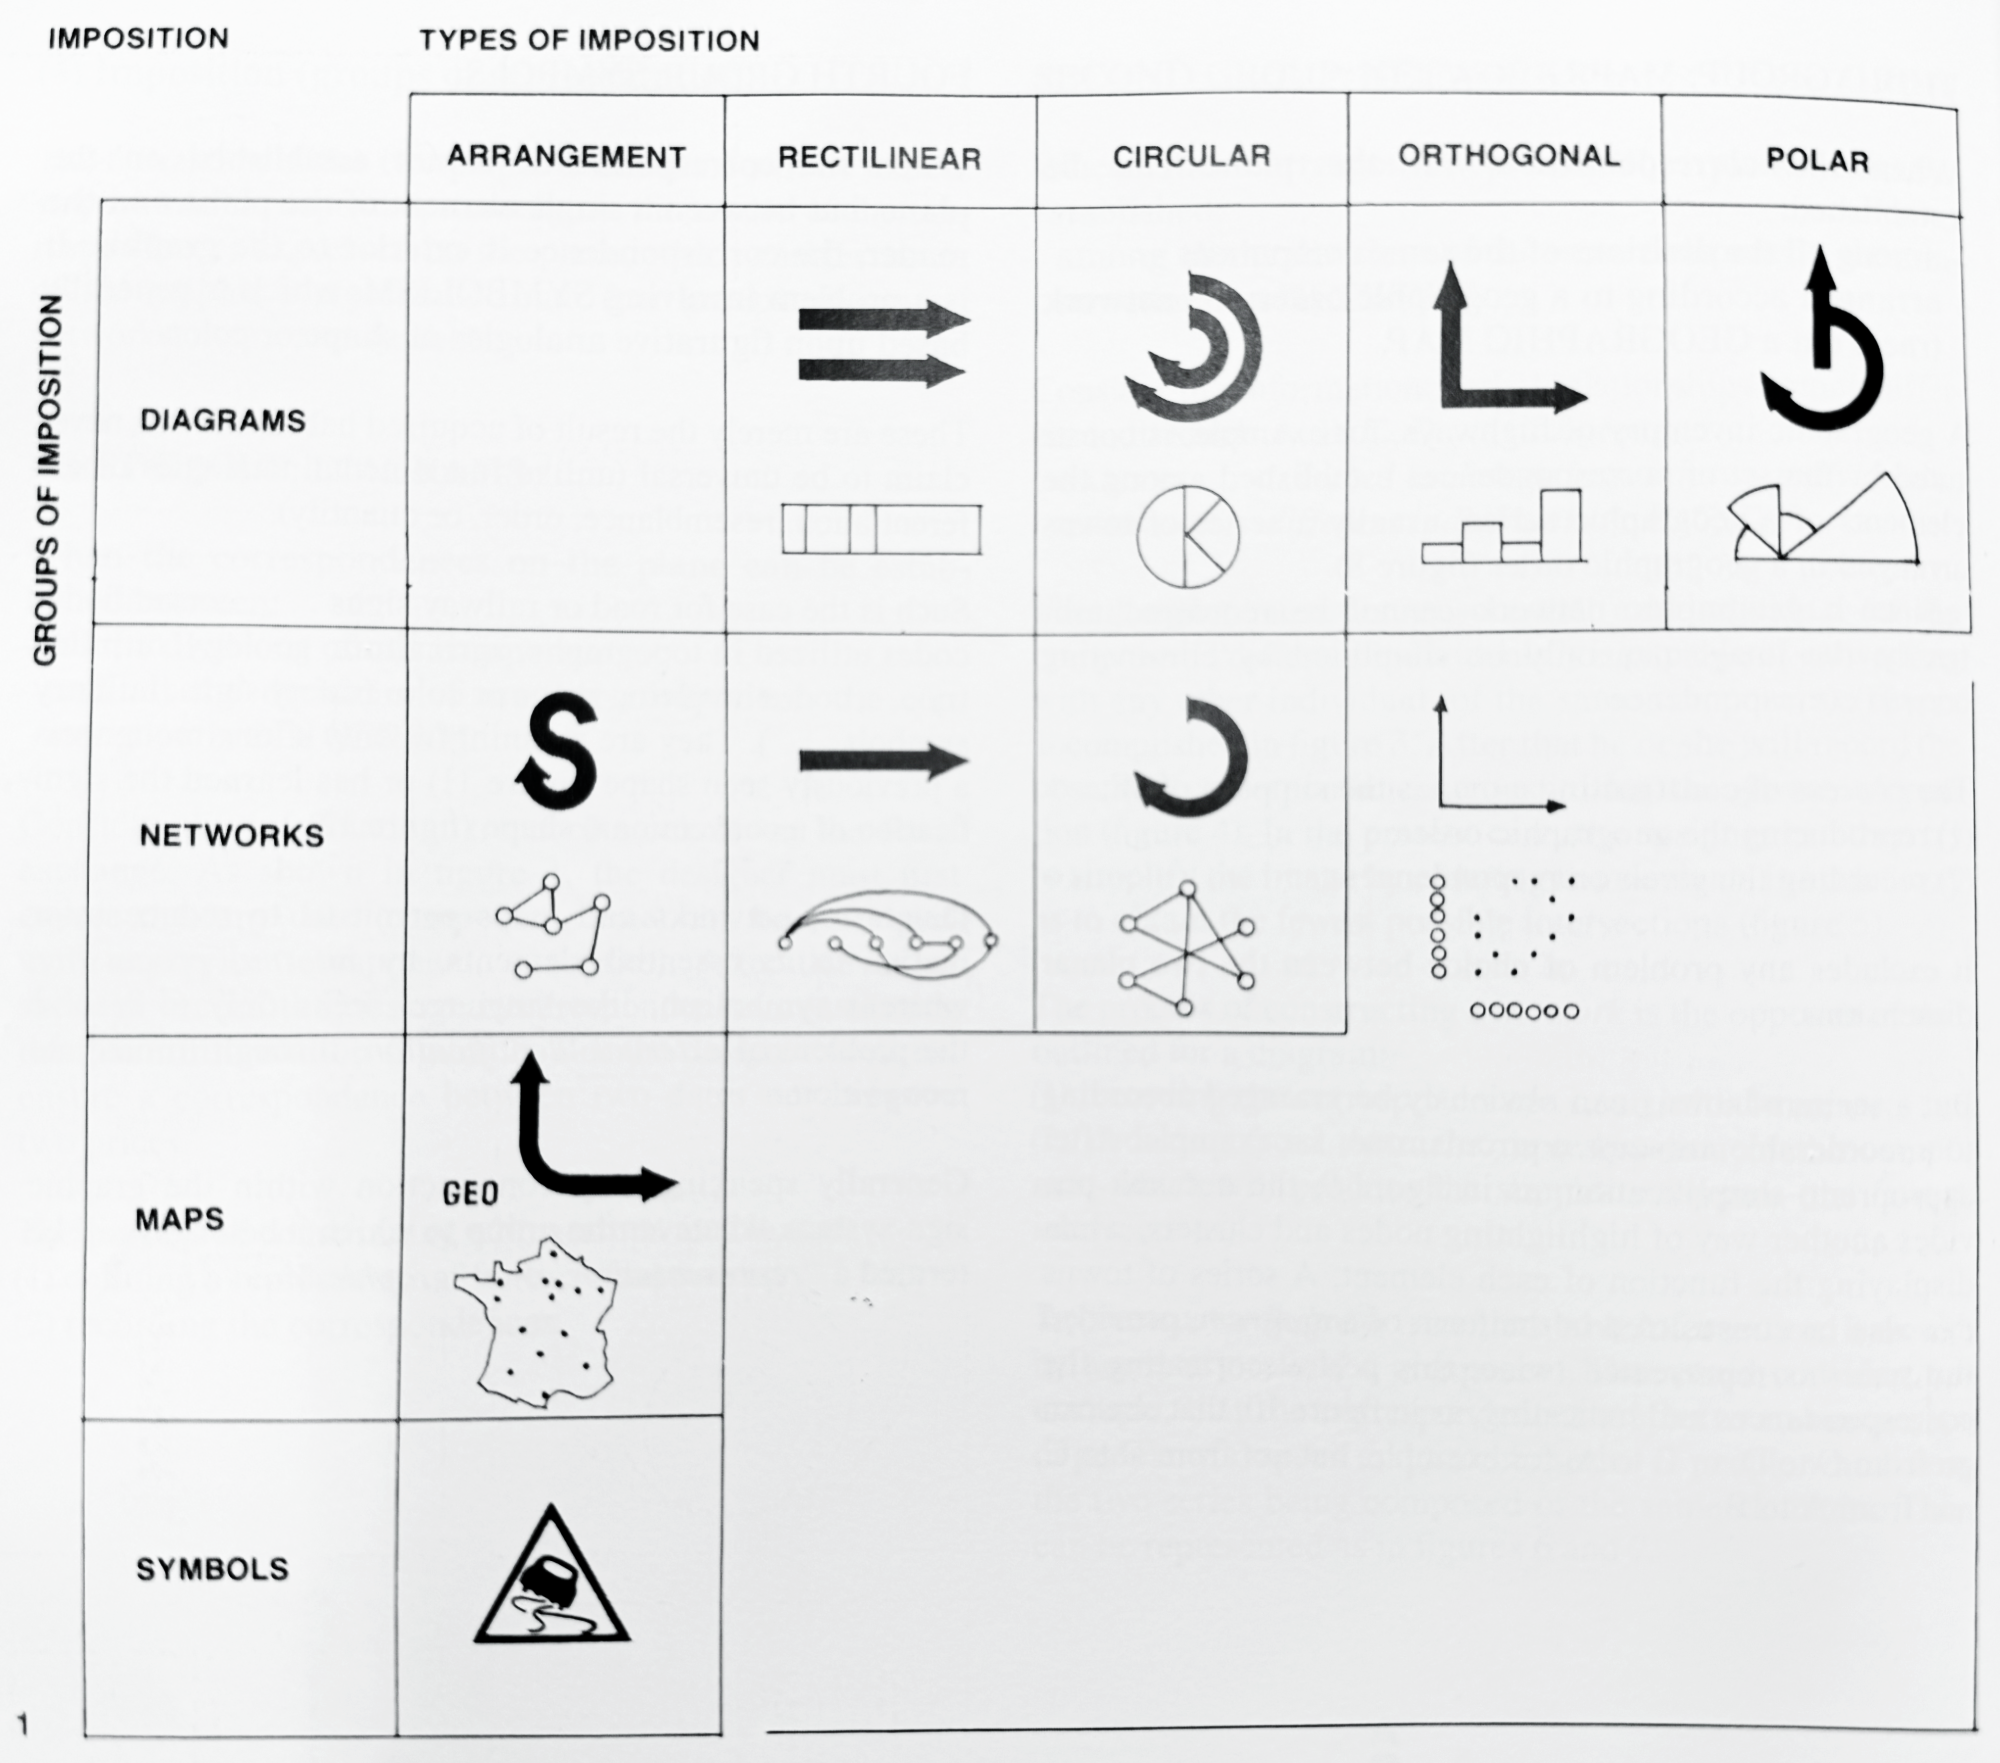 IMPOSITION
TYPES OF IMPOSITION
ARRANGEMENT
RECTILINEAR
CIRCULAR
ORTHOGONAL
POLAR
GROUPS OF IMPOSITION
DIAGRAMS
NETWORKS
MAPS
GEO
SYMBOLS
1